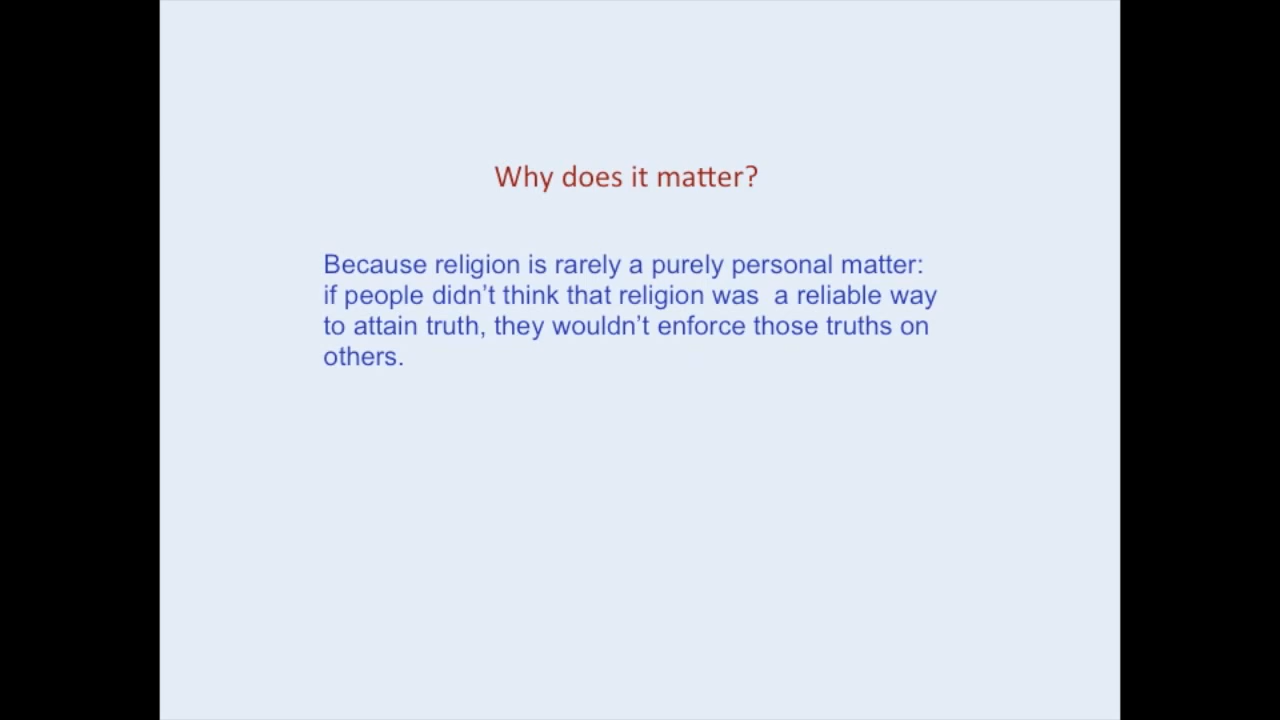 Why does it matter?
Because religion is rarely a purely personal matter:
if people didn’t think that religion was  a reliable way
to attain truth, they wouldn’t enforce those truths on
others.